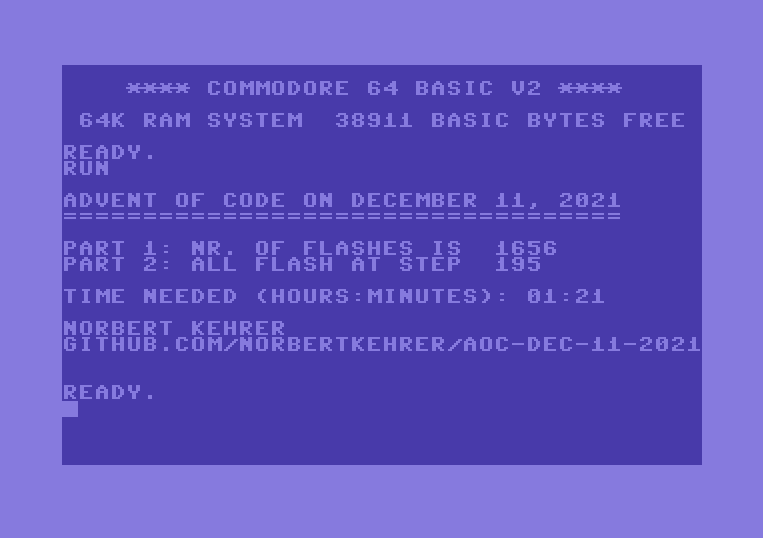 **** COMMODORE 64 BASIC V2 ****
64K RAM SYSTEM  38911 BASIC BYTES FREE
READY.
RUN
ADVENT OF CODE ON DECEMBER 11, 2021
===================================
PART 1: NR. OF FLASHES IS  1656
PART 2: ALL FLASH AT STEP  195
TIME NEEDED (HOURS:MINUTES): 01:21
NORBERT KEHRER
GITHUB.COM/NORBERTKEHRER/AOC-DEC-11-2021
READY.